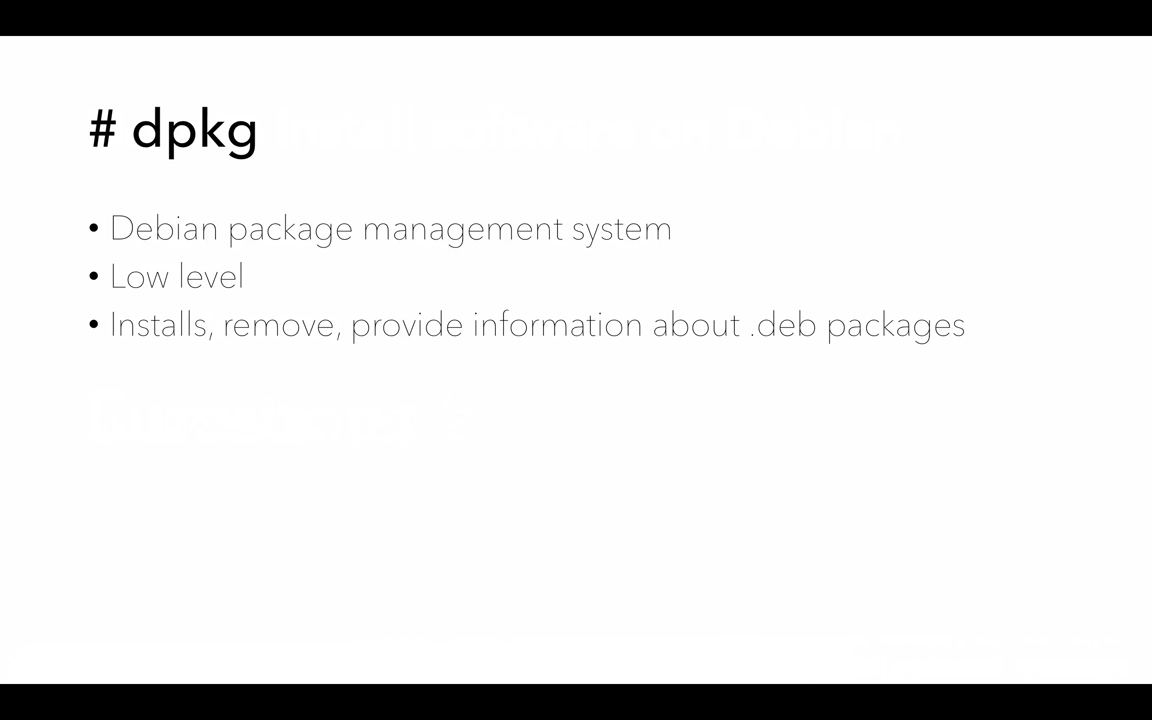 # dpkg
• Debian package management system
• Low level
• Installs, remove, provide information about .deb packages